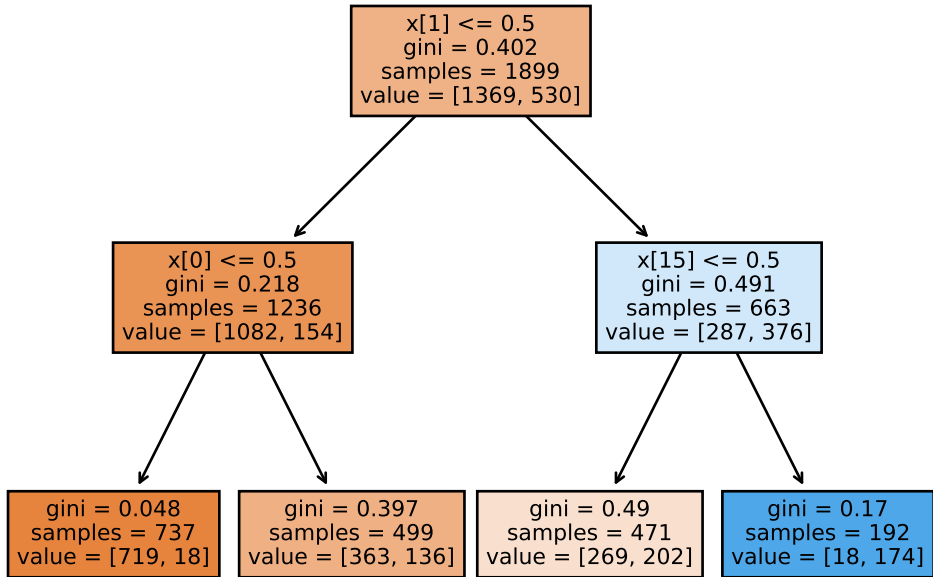 x[1] <= 0.5
gini = 0.402
samples = 1899
value = [1369, 530]
x[0] <= 0.5
gini = 0.218
samples = 1236
value = [1082, 154]
x[15] <= 0.5
gini = 0.491
samples = 663
value = [287, 376]
gini = 0.048
samples = 737
value = [719, 18]
gini = 0.397
samples = 499
value = [363, 136]
gini = 0.49
samples = 471
value = [269, 202]
gini = 0.17
samples = 192
value = [18, 174]